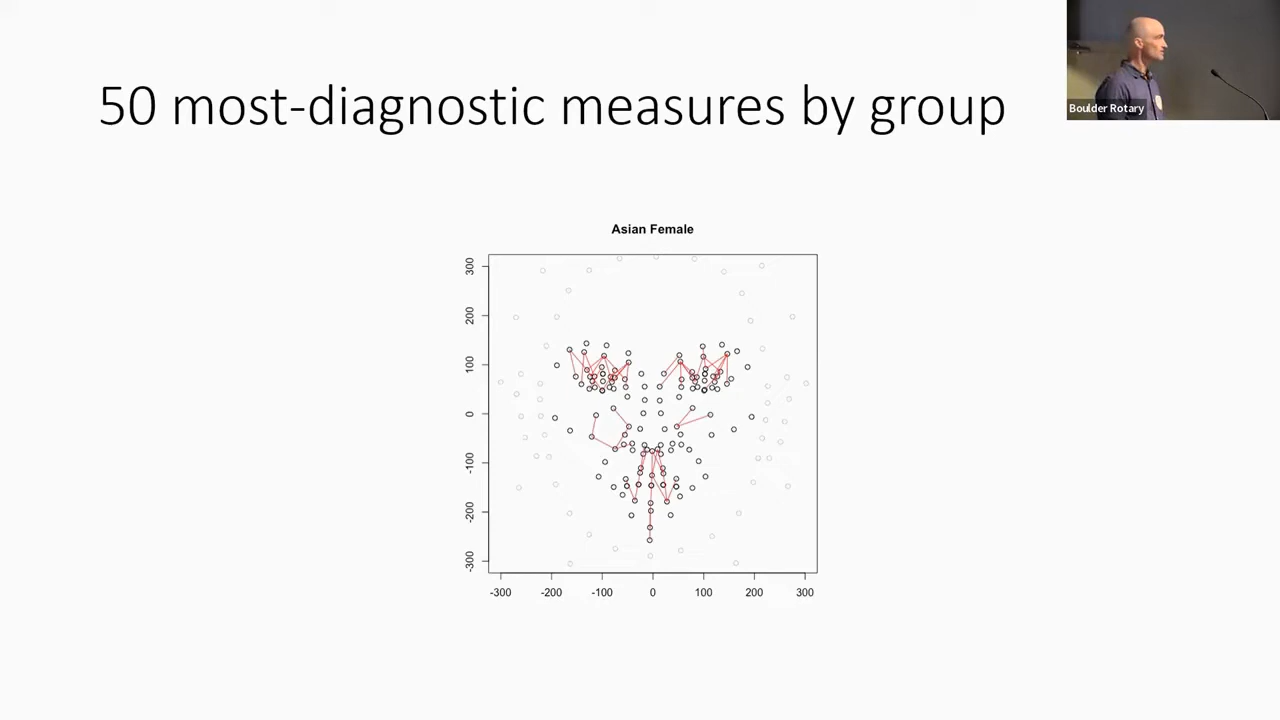 50 most-diagnostic measures by group
Boulder Rotary
Asian Female
300
200
100
0
-100
-200
-300
-300 -200 -100 0 100 200 300